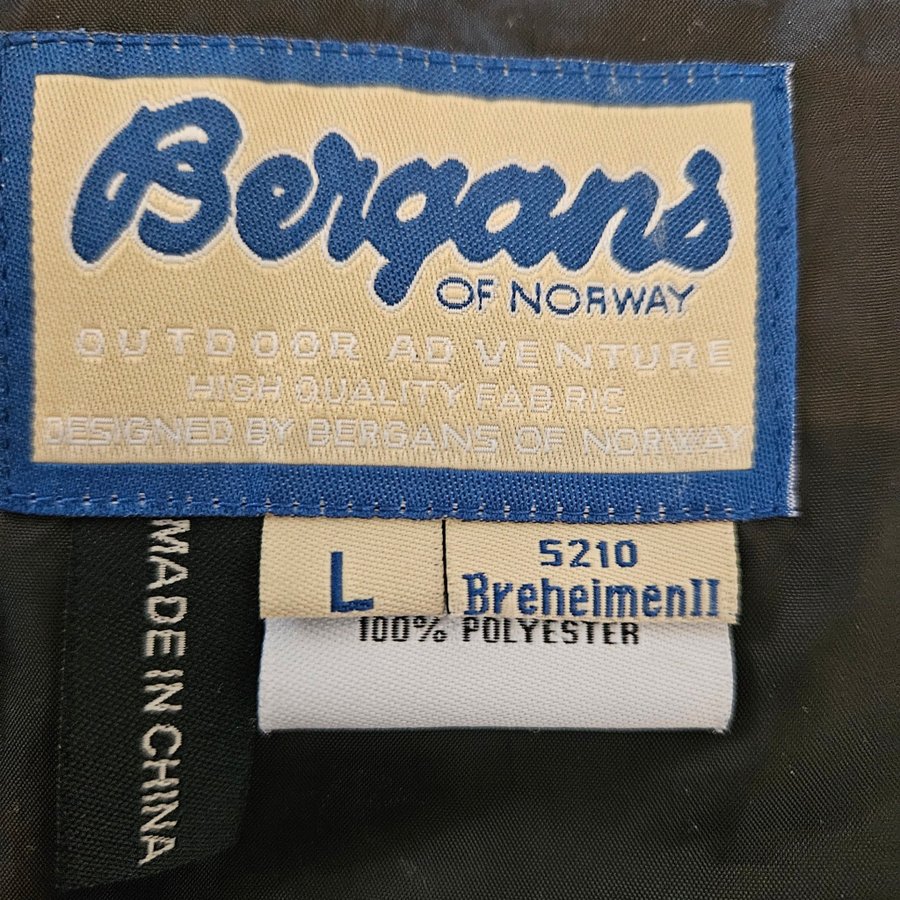 Bergans
OF NORWAY
OUTDOOR ADVENTURE
HIGH QUALITY FABRIC
DESIGNED BY BERGANS OF NORWAY
L
5210
BreheimenII
100% POLYESTER
MADE IN CHINA